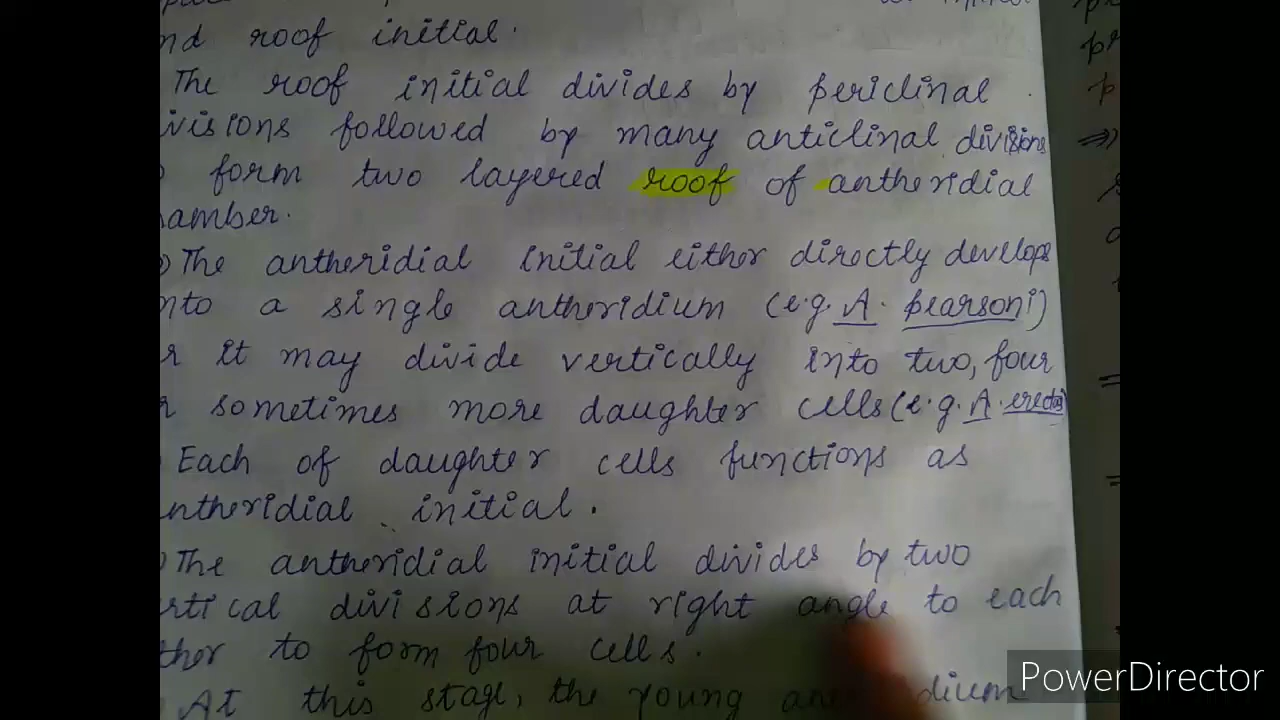 nd roof initial.
The roof initial divides by periclinal
visions followed by many anticlinal divisions
form two layered roof of antheridial
amber.
) The antheridial initial either directly develops
nto a single antheridium (e.g. A. pearsoni)
r it may divide vertically into two, four
r sometimes more daughter cells (e.g. A. erecta)
Each of daughter cells functions as
ntheridial initial.
) The antheridial initial divides by two
rtical divisions at right angle to each
ther to form four cells.
At this stage, the young
PowerDirector